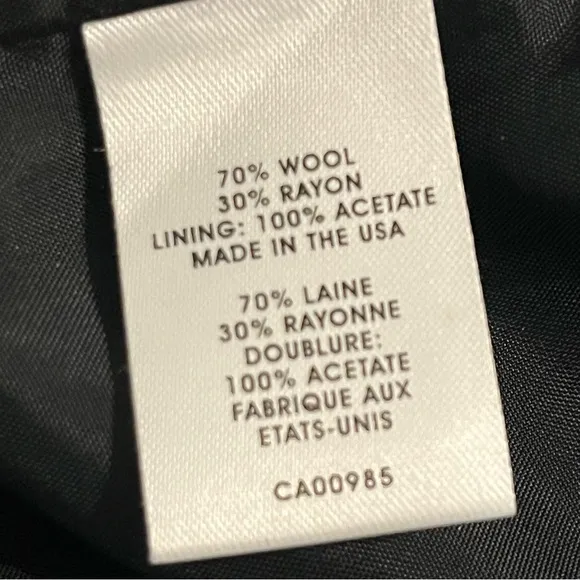 70% WOOL
30% RAYON
LINING: 100% ACETATE
MADE IN THE USA
70% LAINE
30% RAYONNE
DOUBLURE:
100% ACETATE
FABRIQUE AUX
ETATS-UNIS
CA00985